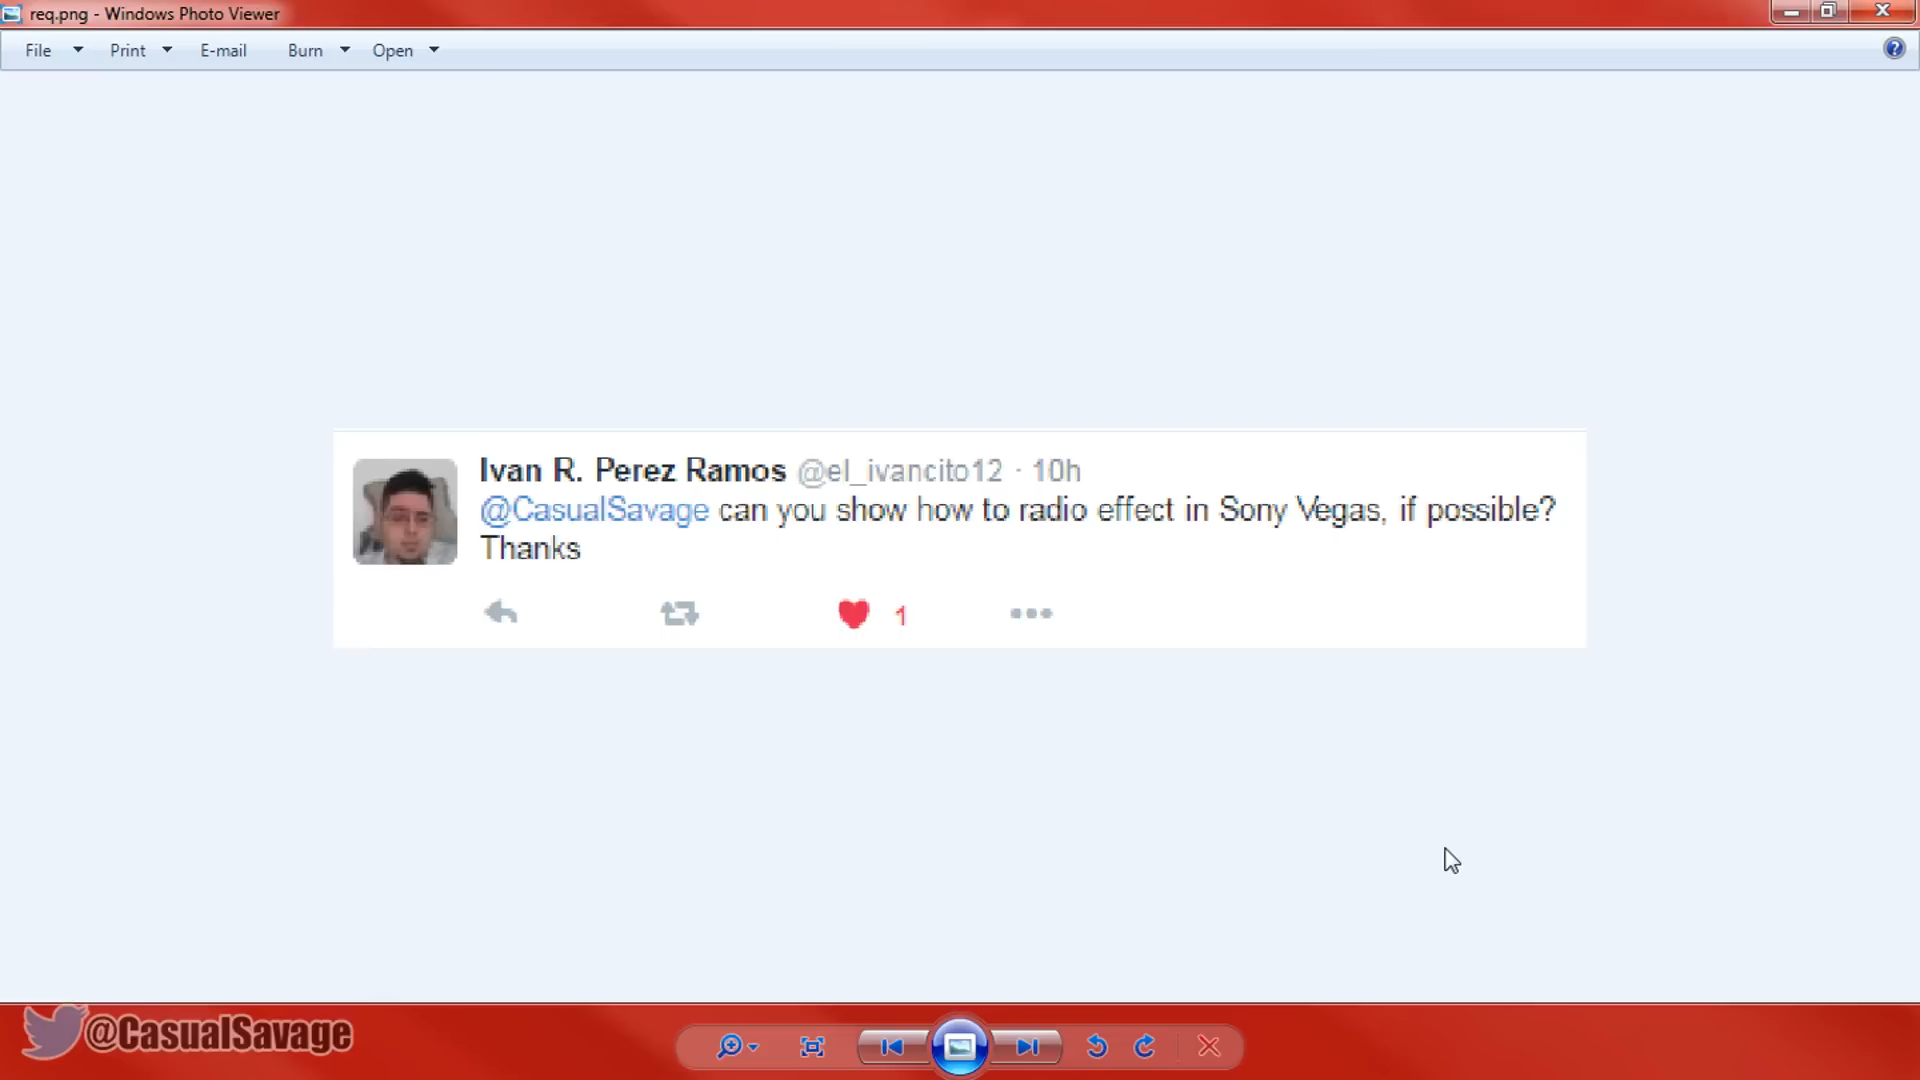 req.png - Windows Photo Viewer
File Print E-mail Burn Open
Ivan R. Perez Ramos @el_ivancito12 · 10h
@CasualSavage can you show how to radio effect in Sony Vegas, if possible?
Thanks
1
@CasualSavage